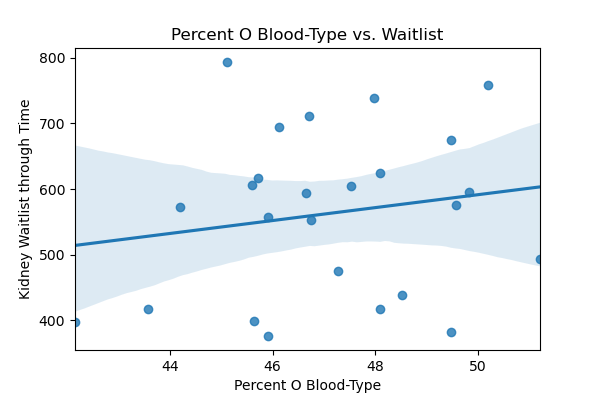 Percent O Blood-Type vs. Waitlist
Kidney Waitlist through Time
800
700
600
500
400
44 46 48 50
Percent O Blood-Type